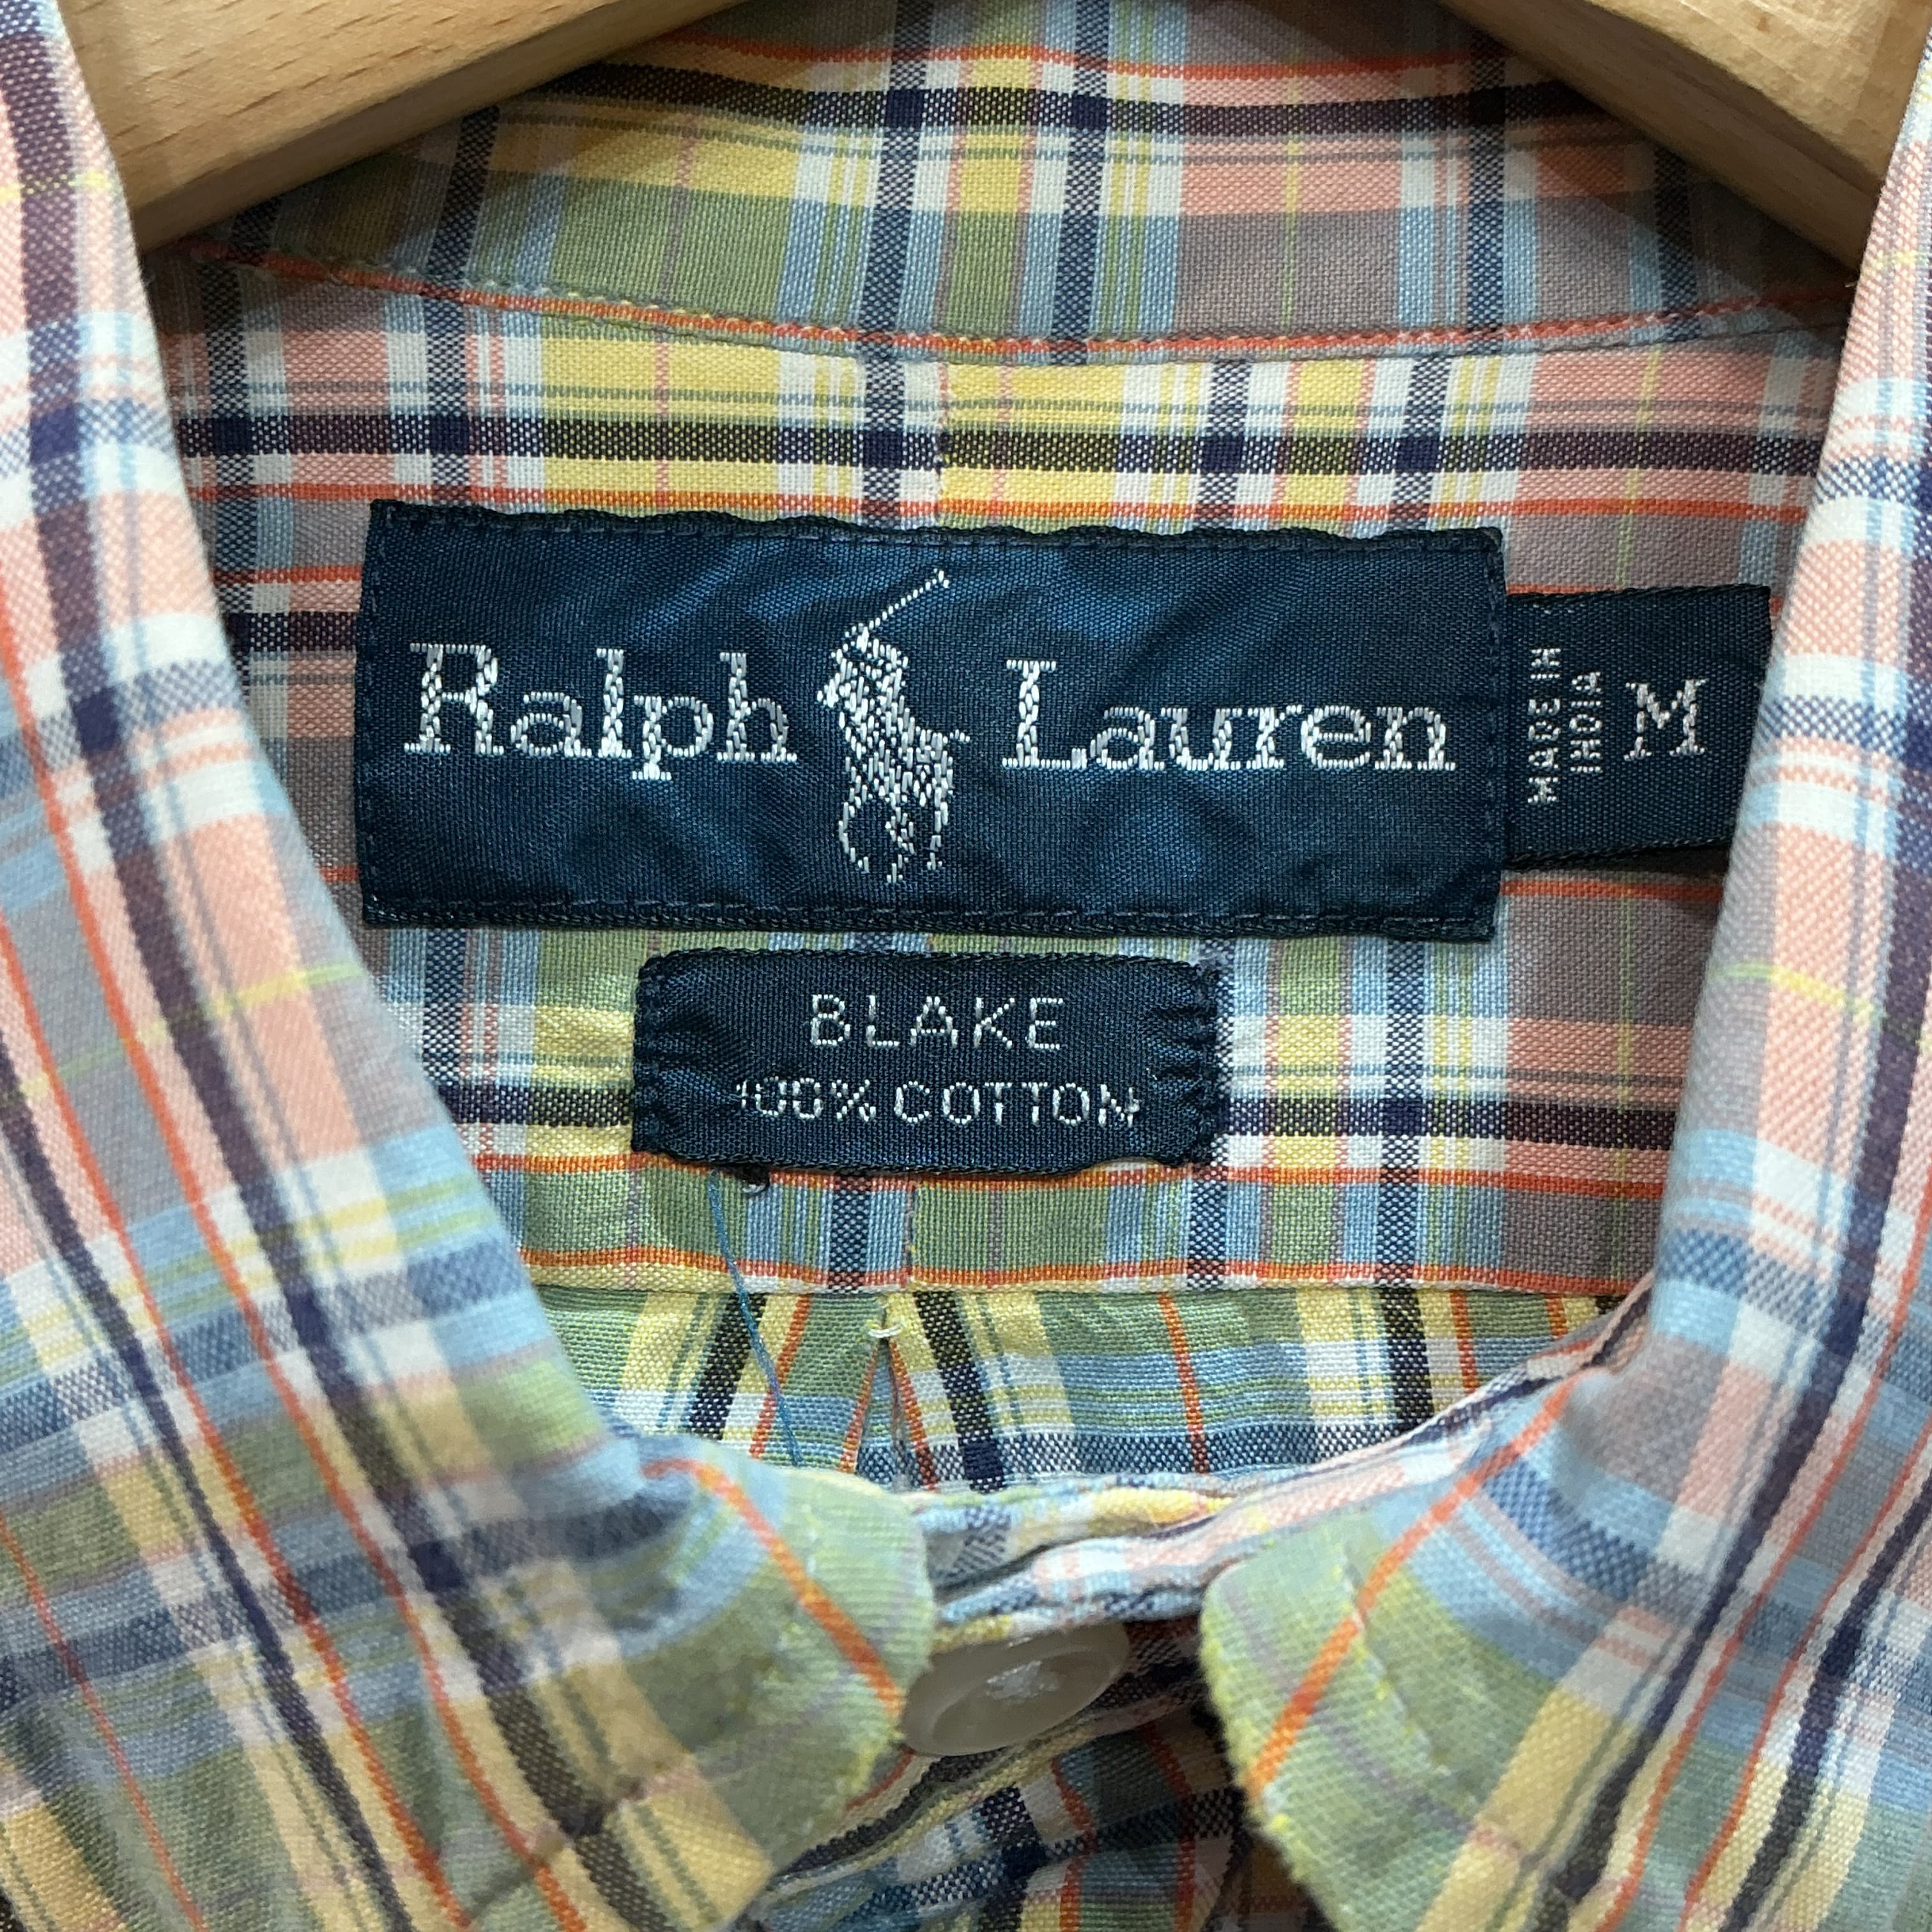 Ralph Lauren
MADE IN
INDIA
M
BLAKE
100% COTTON